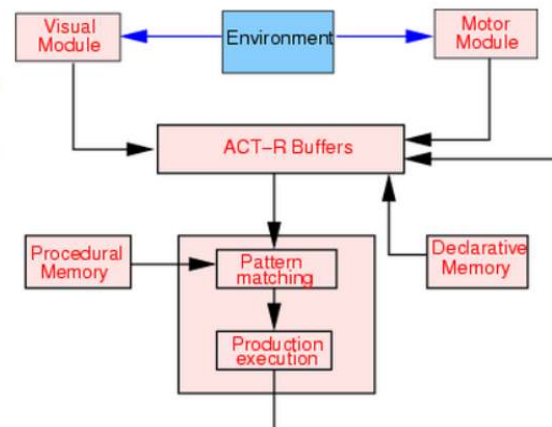 Visual
Module
Environment
Motor
Module
ACT-R Buffers
Procedural
Memory
Pattern
matching
Declarative
Memory
Production
execution